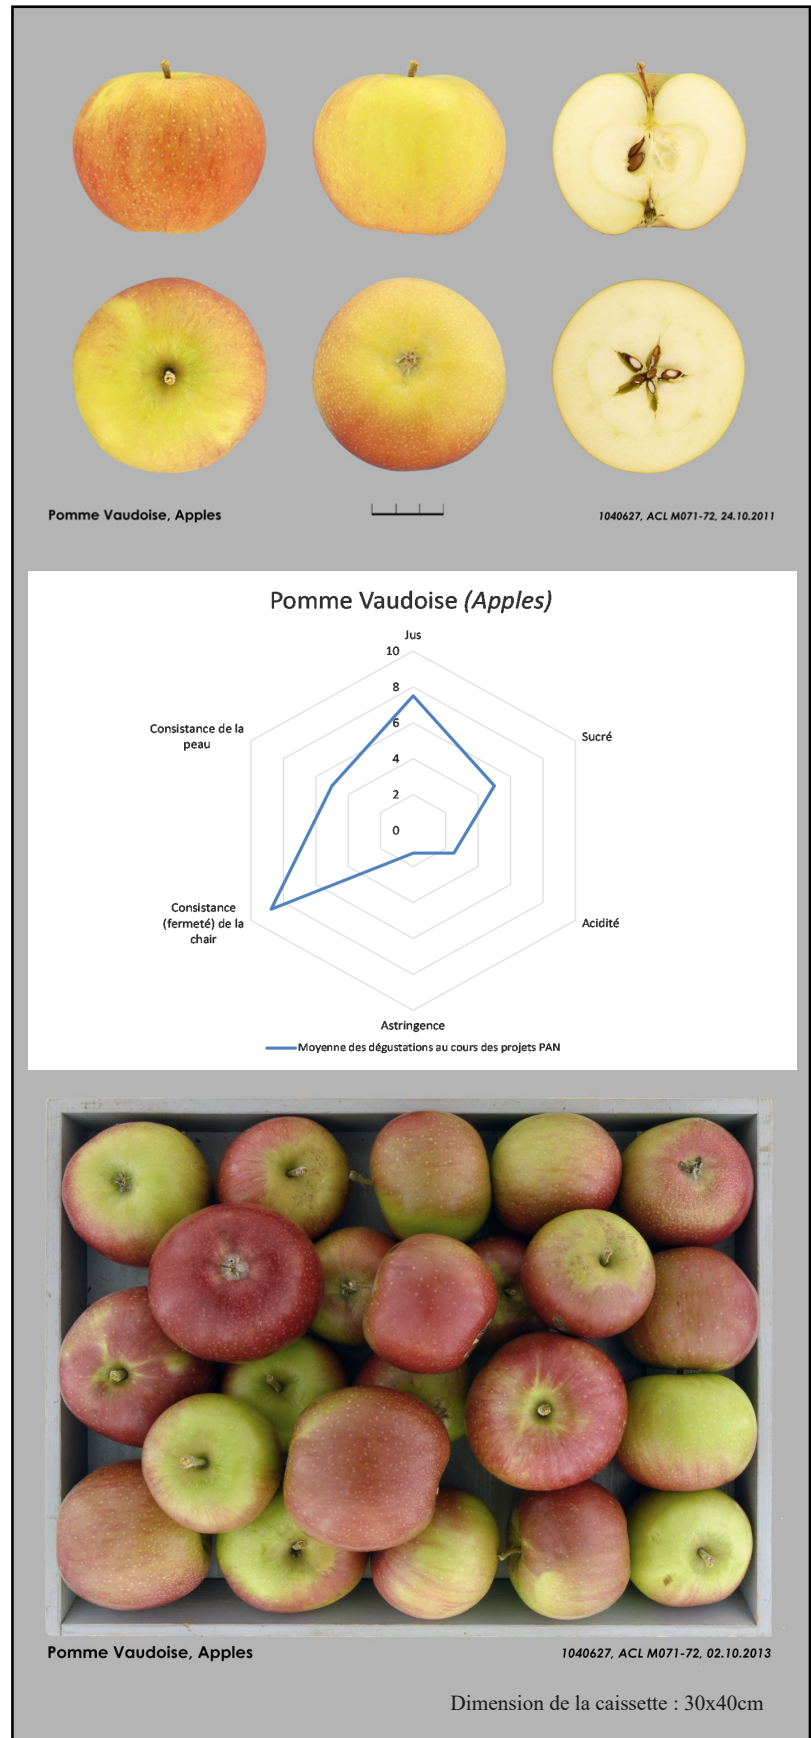 Pomme Vaudoise, Apples
1040627, ACL M071-72, 24.10.2011
Pomme Vaudoise (Apples)
Jus
10
8
6
4
2
0
Sucré
Acidité
Astringence
Consistance
(fermeté) de la
chair
Consistance de la
peau
Moyenne des dégustations au cours des projets PAN
Pomme Vaudoise, Apples
1040627, ACL M071-72, 02.10.2013
Dimension de la caissette : 30x40cm